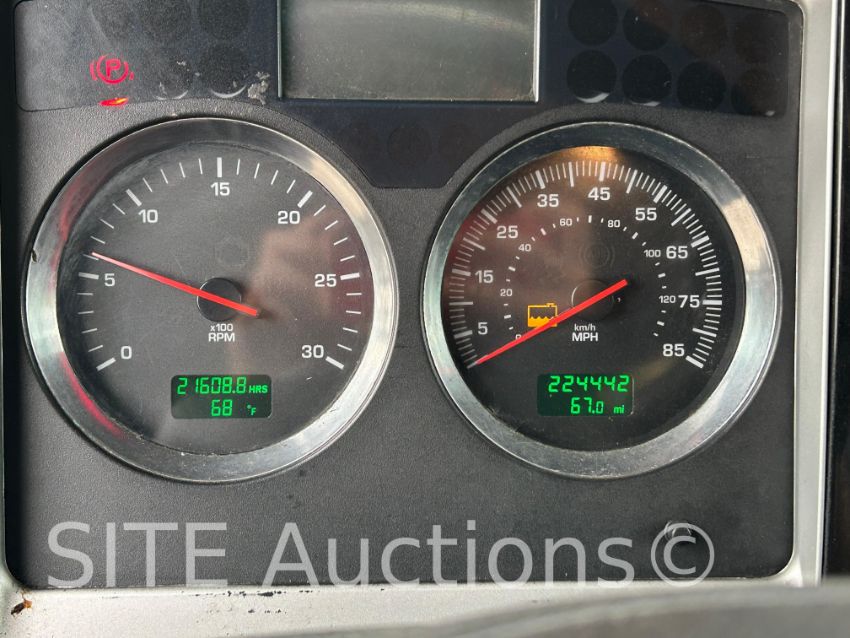 P
0 5 10 15 20 25 30
x100
RPM
21608.8 HRS
68 °F
5 15 25 35 45 55 65 75 85
0 20 40 60 80 100 120
km/h
MPH
224442
67.0 mi
SITE Auctions©